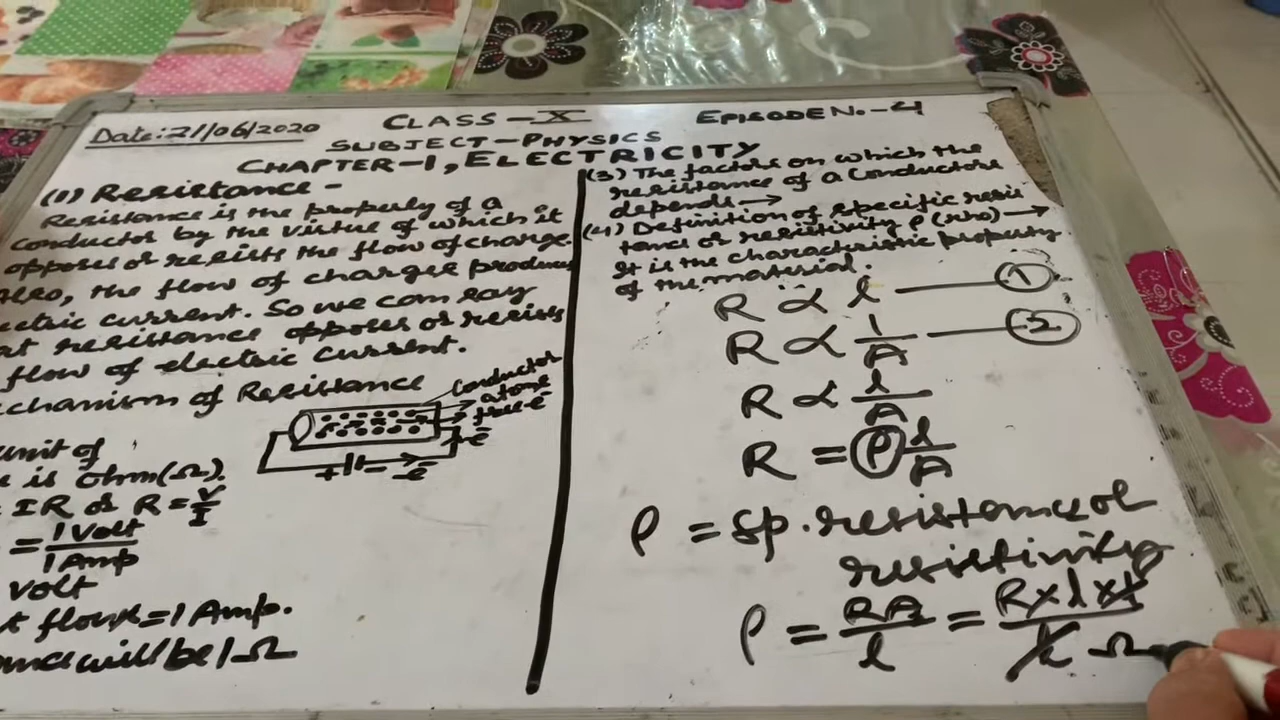 Date: 21/06/2020
CLASS - X
EPISODE No. - 4
SUBJECT - PHYSICS
CHAPTER - 1, ELECTRICITY
(1) Resistance -
Resistance is the property of a
conductor by the virtue of which it
opposes or resists the flow of charge.
Also, the flow of charges produces
ectric current. So we can say
at resistance opposes or resists
flow of electric current.
echanism of Resistance
conductor
atoms
free e̅
e̅
+ - e̅
unit of
is ohm (Ω).
IR or R = V/I
= 1 Volt / 1 Amp
volt
t flows = 1 Amp.
will be 1 Ω
(3) The factors on which the
resistance of a conductors
depends →
(4) Definition of specific resis
tance or resistivity ρ (rho) →
It is the characteristic property
of the material.
R ∝ l — (1)
R ∝ 1/A — (2)
R ∝ l/A
R = ρ l/A
ρ = Sp. resistance or
resistivity
ρ = RA/l = R × l × l / l Ω